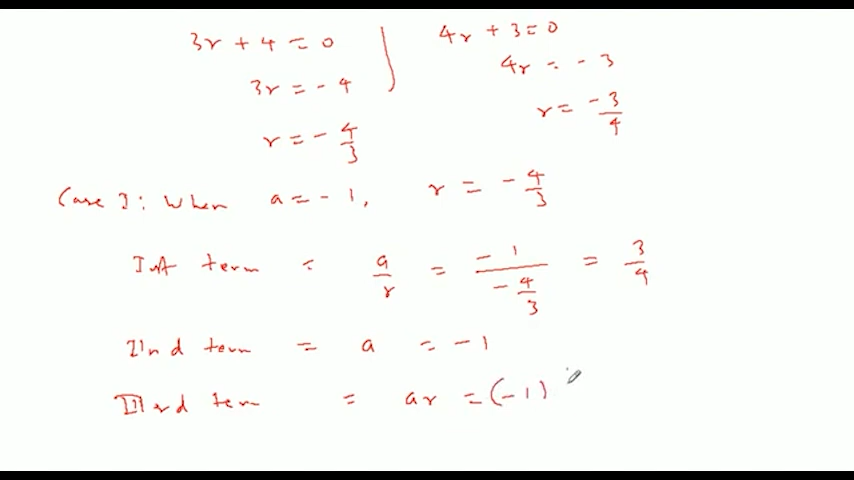 3r + 4 = 0
3r = - 4
r = - 4/3
4r + 3 = 0
4r = - 3
r = -3/4
Case I : When a = - 1, r = - 4/3
Ist term = a/r = - 1/(- 4/3) = 3/4
IInd term = a = - 1
IIIrd term = ar = (- 1)